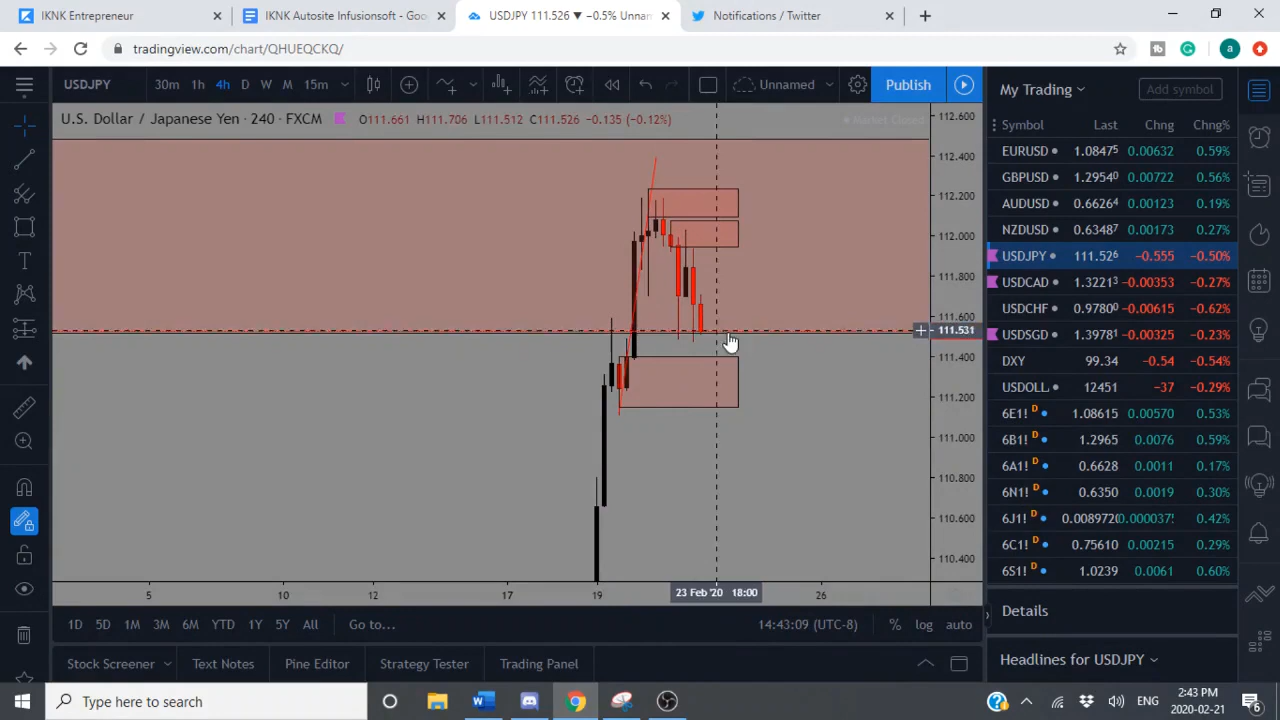 IKNK Entrepreneur
IKNK Autosite Infusionsoft - Goo
USDJPY 111.526 ▼ −0.5% Unnam
Notifications / Twitter
tradingview.com/chart/QHUEQCKQ/
a
USDJPY 30m 1h 4h D W M 15m Unnamed Publish
My Trading Add symbol
U.S. Dollar / Japanese Yen · 240 · FXCM O111.661 H111.706 L111.512 C111.526 −0.135 (−0.12%)
Market Closed
Symbol Last Chng Chng%
EURUSD 1.08475 0.00632 0.59%
GBPUSD 1.29540 0.00722 0.56%
AUDUSD 0.66264 0.00123 0.19%
NZDUSD 0.63487 0.00173 0.27%
USDJPY 111.526 −0.555 −0.50%
USDCAD 1.32213 −0.00353 −0.27%
USDCHF 0.97800 −0.00615 −0.62%
USDSGD 1.39781 −0.00325 −0.23%
DXY 99.34 −0.54 −0.54%
USDOLL. 12451 −37 −0.29%
6E1! D 1.08615 0.00570 0.53%
6B1! D 1.2965 0.0076 0.59%
6A1! D 0.6628 0.0011 0.17%
6N1! D 0.6350 0.0019 0.30%
6J1! D 0.0089720 0.0000375 0.42%
6C1! D 0.75610 0.00215 0.29%
6S1! D 1.0239 0.0061 0.60%
112.600
112.400
112.200
112.000
111.800
111.600
111.531
111.400
111.200
111.000
110.800
110.600
110.400
5 10 12 17 19 23 Feb '20 18:00 26
1D 5D 1M 3M 6M YTD 1Y 5Y All Go to... 14:43:09 (UTC-8) % log auto
Details
Stock Screener Text Notes Pine Editor Strategy Tester Trading Panel
Headlines for USDJPY
Type here to search
ENG
2:43 PM
2020-02-21
6